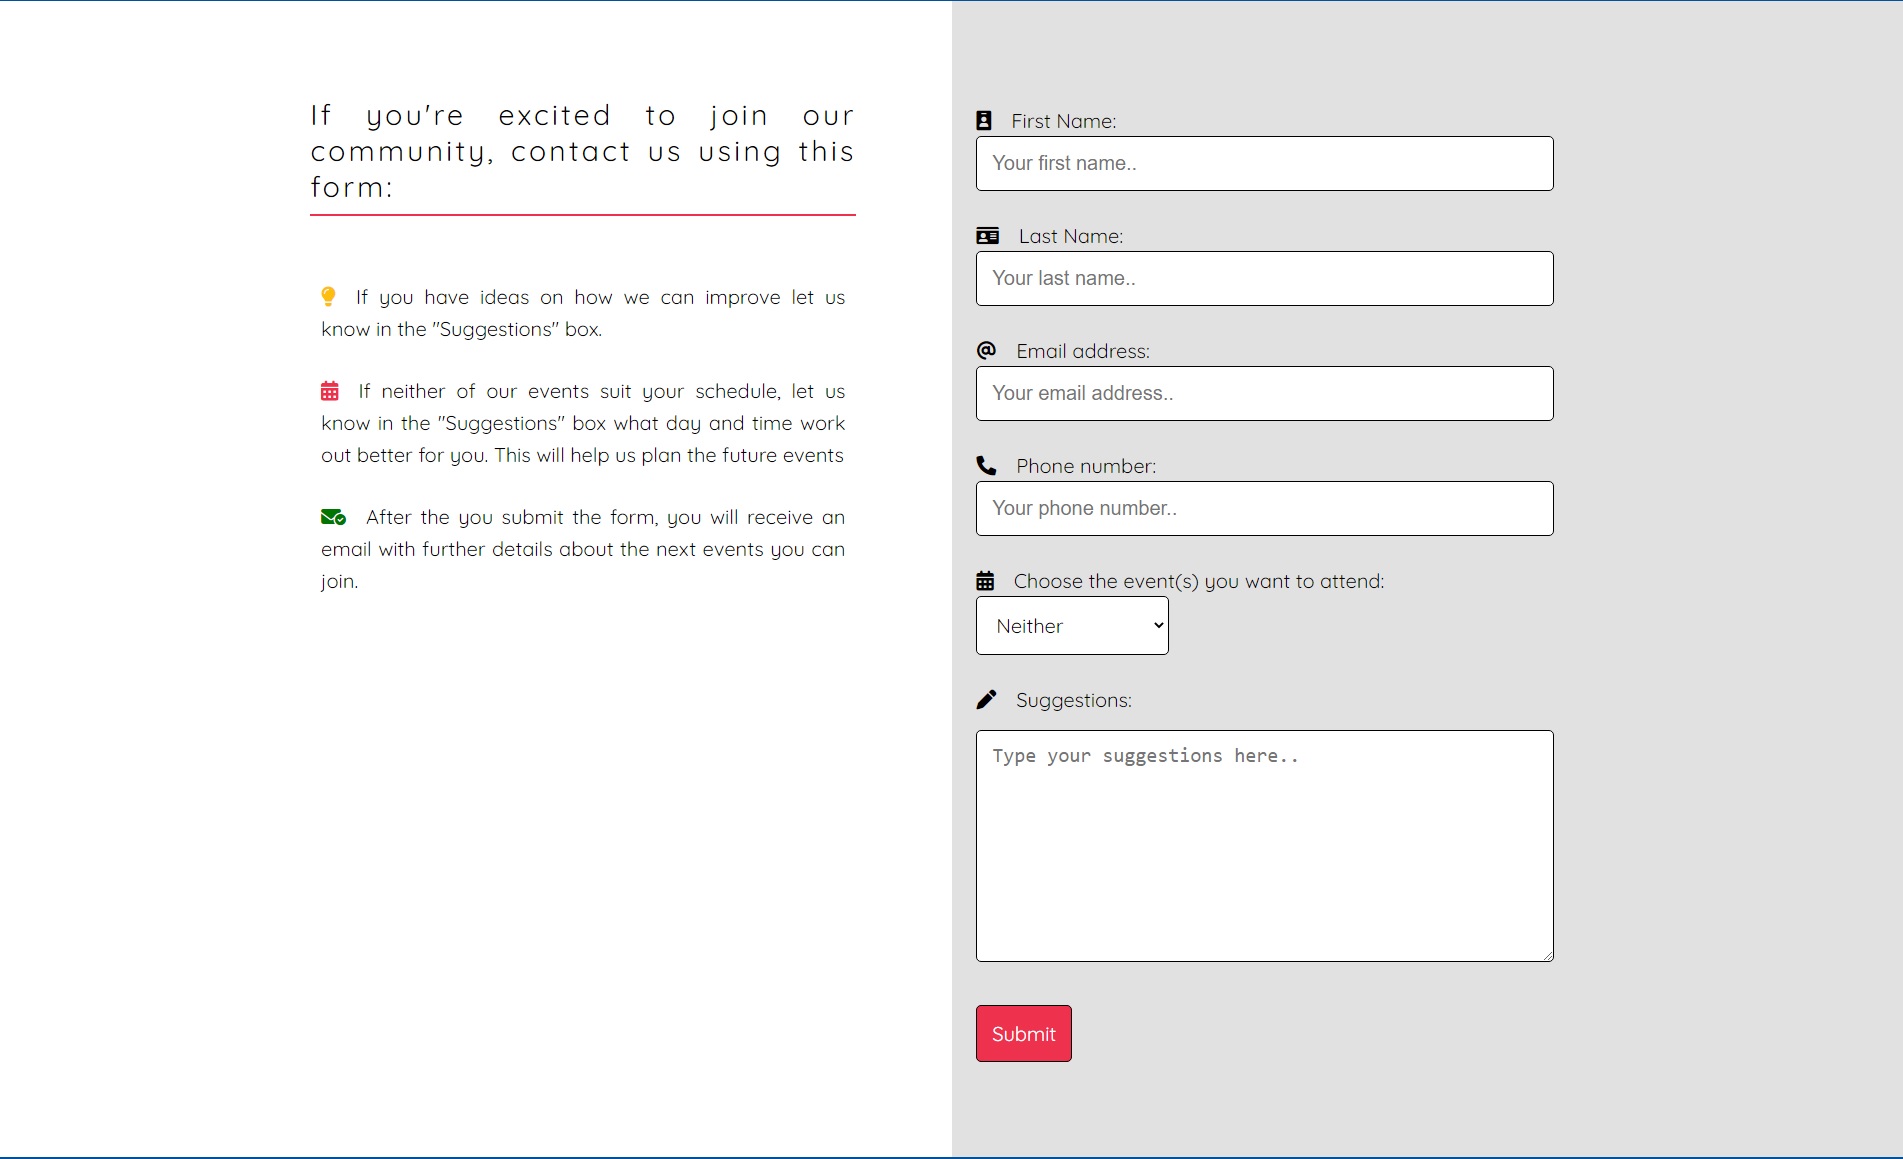 If you're excited to join our
community, contact us using this
form:
If you have ideas on how we can improve let us
know in the "Suggestions" box.
If neither of our events suit your schedule, let us
know in the "Suggestions" box what day and time work
out better for you. This will help us plan the future events
After the you submit the form, you will receive an
email with further details about the next events you can
join.
First Name:
Your first name..
Last Name:
Your last name..
Email address:
Your email address..
Phone number:
Your phone number..
Choose the event(s) you want to attend:
Neither
Suggestions:
Type your suggestions here..
Submit